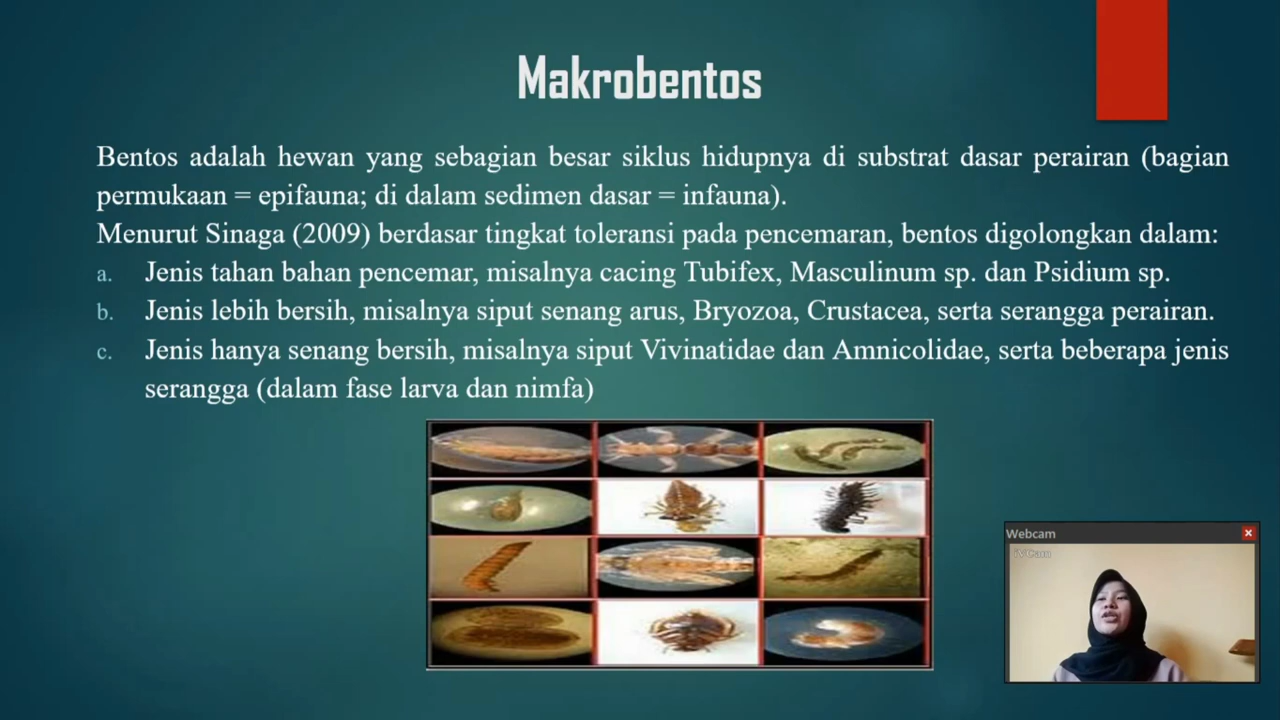 Makrobentos
Bentos adalah hewan yang sebagian besar siklus hidupnya di substrat dasar perairan (bagian
permukaan = epifauna; di dalam sedimen dasar = infauna).
Menurut Sinaga (2009) berdasar tingkat toleransi pada pencemaran, bentos digolongkan dalam:
a. Jenis tahan bahan pencemar, misalnya cacing Tubifex, Masculinum sp. dan Psidium sp.
b. Jenis lebih bersih, misalnya siput senang arus, Bryozoa, Crustacea, serta serangga perairan.
c. Jenis hanya senang bersih, misalnya siput Vivinatidae dan Amnicolidae, serta beberapa jenis
serangga (dalam fase larva dan nimfa)
Webcam
iVCam